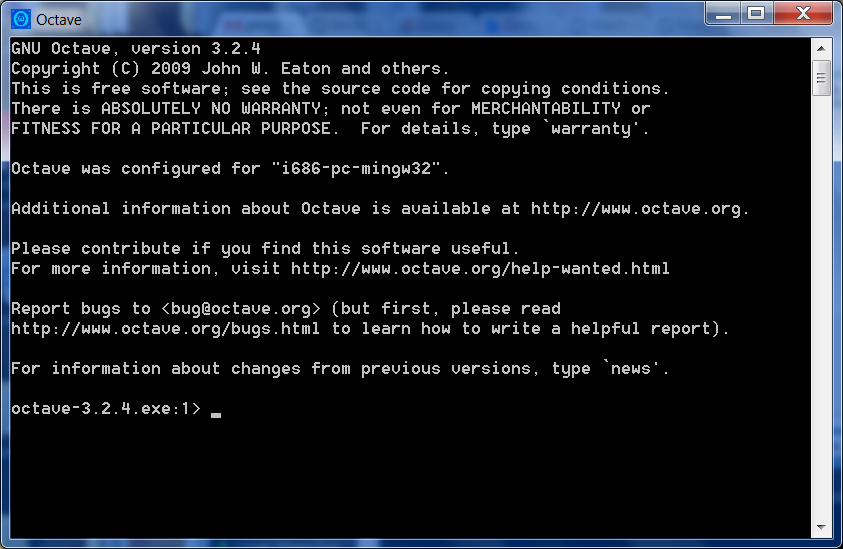 Octave
GNU Octave, version 3.2.4
Copyright (C) 2009 John W. Eaton and others.
This is free software; see the source code for copying conditions.
There is ABSOLUTELY NO WARRANTY; not even for MERCHANTABILITY or
FITNESS FOR A PARTICULAR PURPOSE.  For details, type `warranty'.
Octave was configured for "i686-pc-mingw32".
Additional information about Octave is available at http://www.octave.org.
Please contribute if you find this software useful.
For more information, visit http://www.octave.org/help-wanted.html
Report bugs to <bug@octave.org> (but first, please read
http://www.octave.org/bugs.html to learn how to write a helpful report).
For information about changes from previous versions, type `news'.
octave-3.2.4.exe:1> _